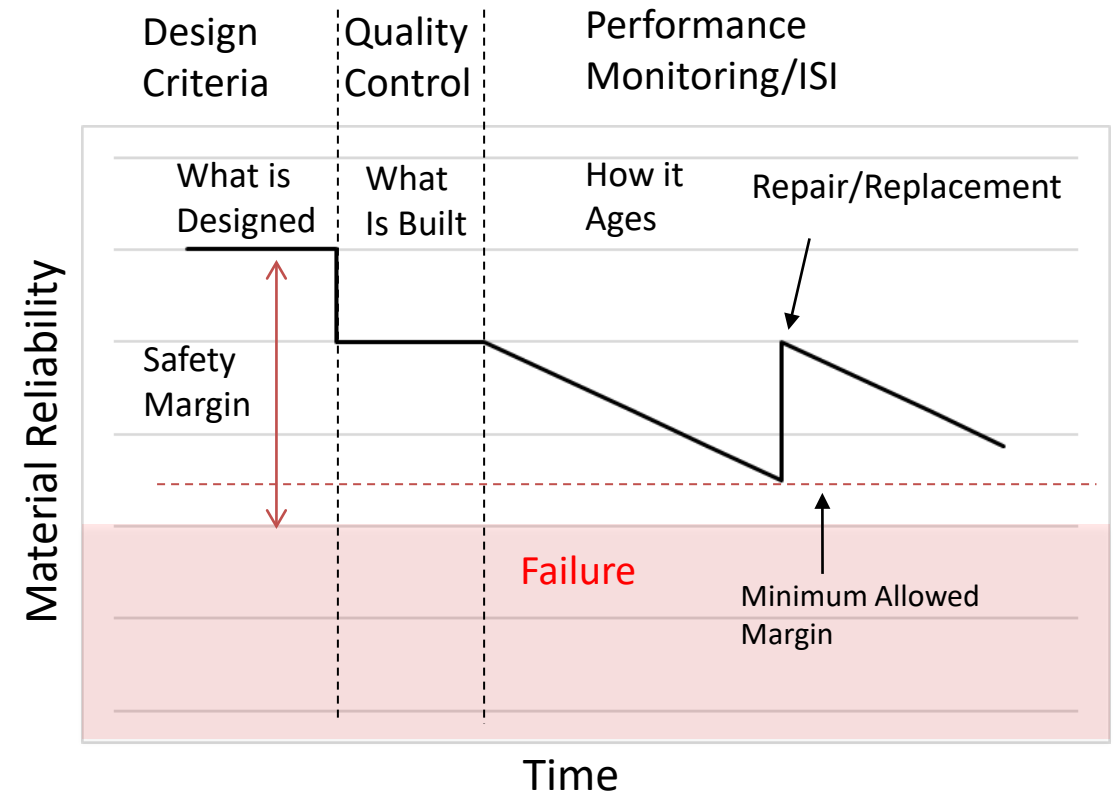 Design
Criteria
Quality
Control
Performance
Monitoring/ISI
What is
Designed
What
Is Built
How it
Ages
Repair/Replacement
Safety
Margin
Failure
Minimum Allowed
Margin
Material Reliability
Time